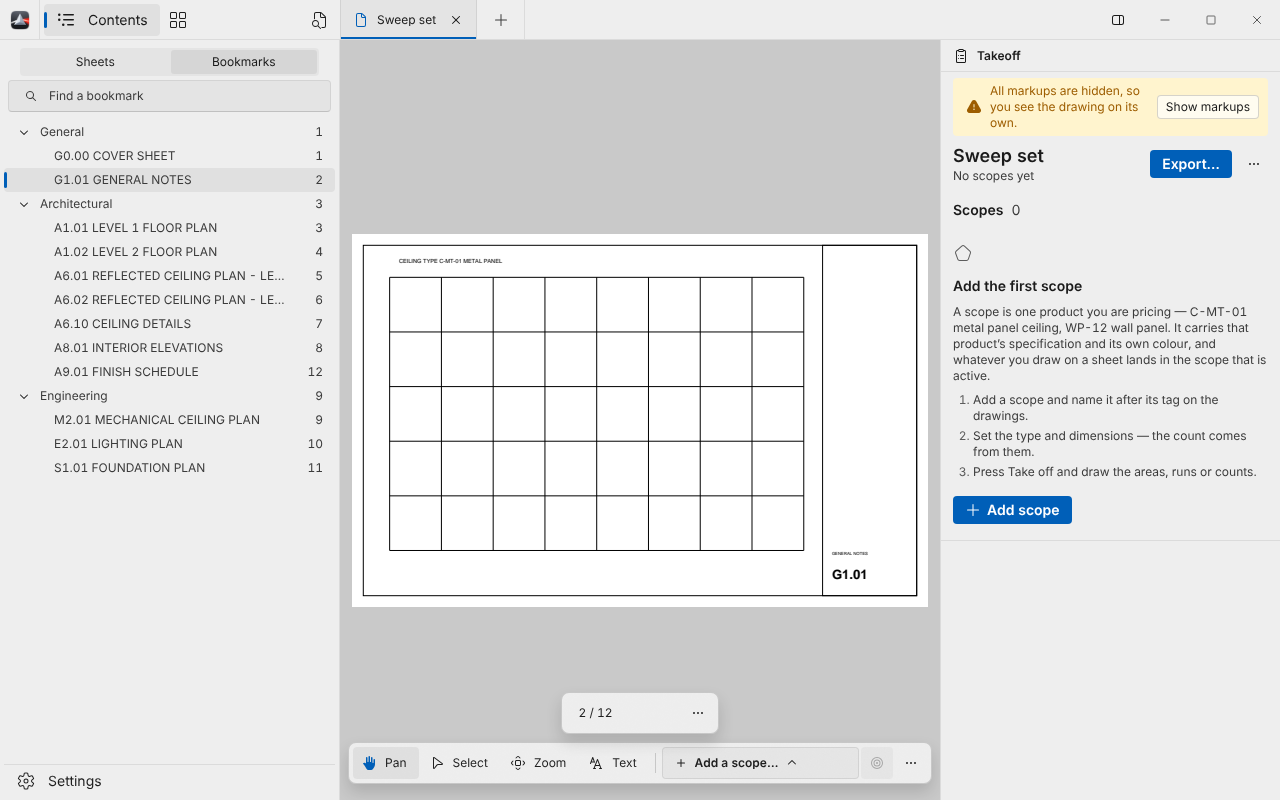 Contents
Sweep set
Sheets
Bookmarks
Find a bookmark
General 1
G0.00 COVER SHEET 1
G1.01 GENERAL NOTES 2
Architectural 3
A1.01 LEVEL 1 FLOOR PLAN 3
A1.02 LEVEL 2 FLOOR PLAN 4
A6.01 REFLECTED CEILING PLAN - LE... 5
A6.02 REFLECTED CEILING PLAN - LE... 6
A6.10 CEILING DETAILS 7
A8.01 INTERIOR ELEVATIONS 8
A9.01 FINISH SCHEDULE 12
Engineering 9
M2.01 MECHANICAL CEILING PLAN 9
E2.01 LIGHTING PLAN 10
S1.01 FOUNDATION PLAN 11
Settings
CEILING TYPE C-MT-01 METAL PANEL
GENERAL NOTES
G1.01
2 / 12
Pan
Select
Zoom
Text
Add a scope...
Takeoff
All markups are hidden, so
you see the drawing on its
own.
Show markups
Sweep set
No scopes yet
Export...
Scopes 0
Add the first scope
A scope is one product you are pricing — C-MT-01
metal panel ceiling, WP-12 wall panel. It carries that
product's specification and its own colour, and
whatever you draw on a sheet lands in the scope that is
active.
1. Add a scope and name it after its tag on the
drawings.
2. Set the type and dimensions — the count comes
from them.
3. Press Take off and draw the areas, runs or counts.
Add scope